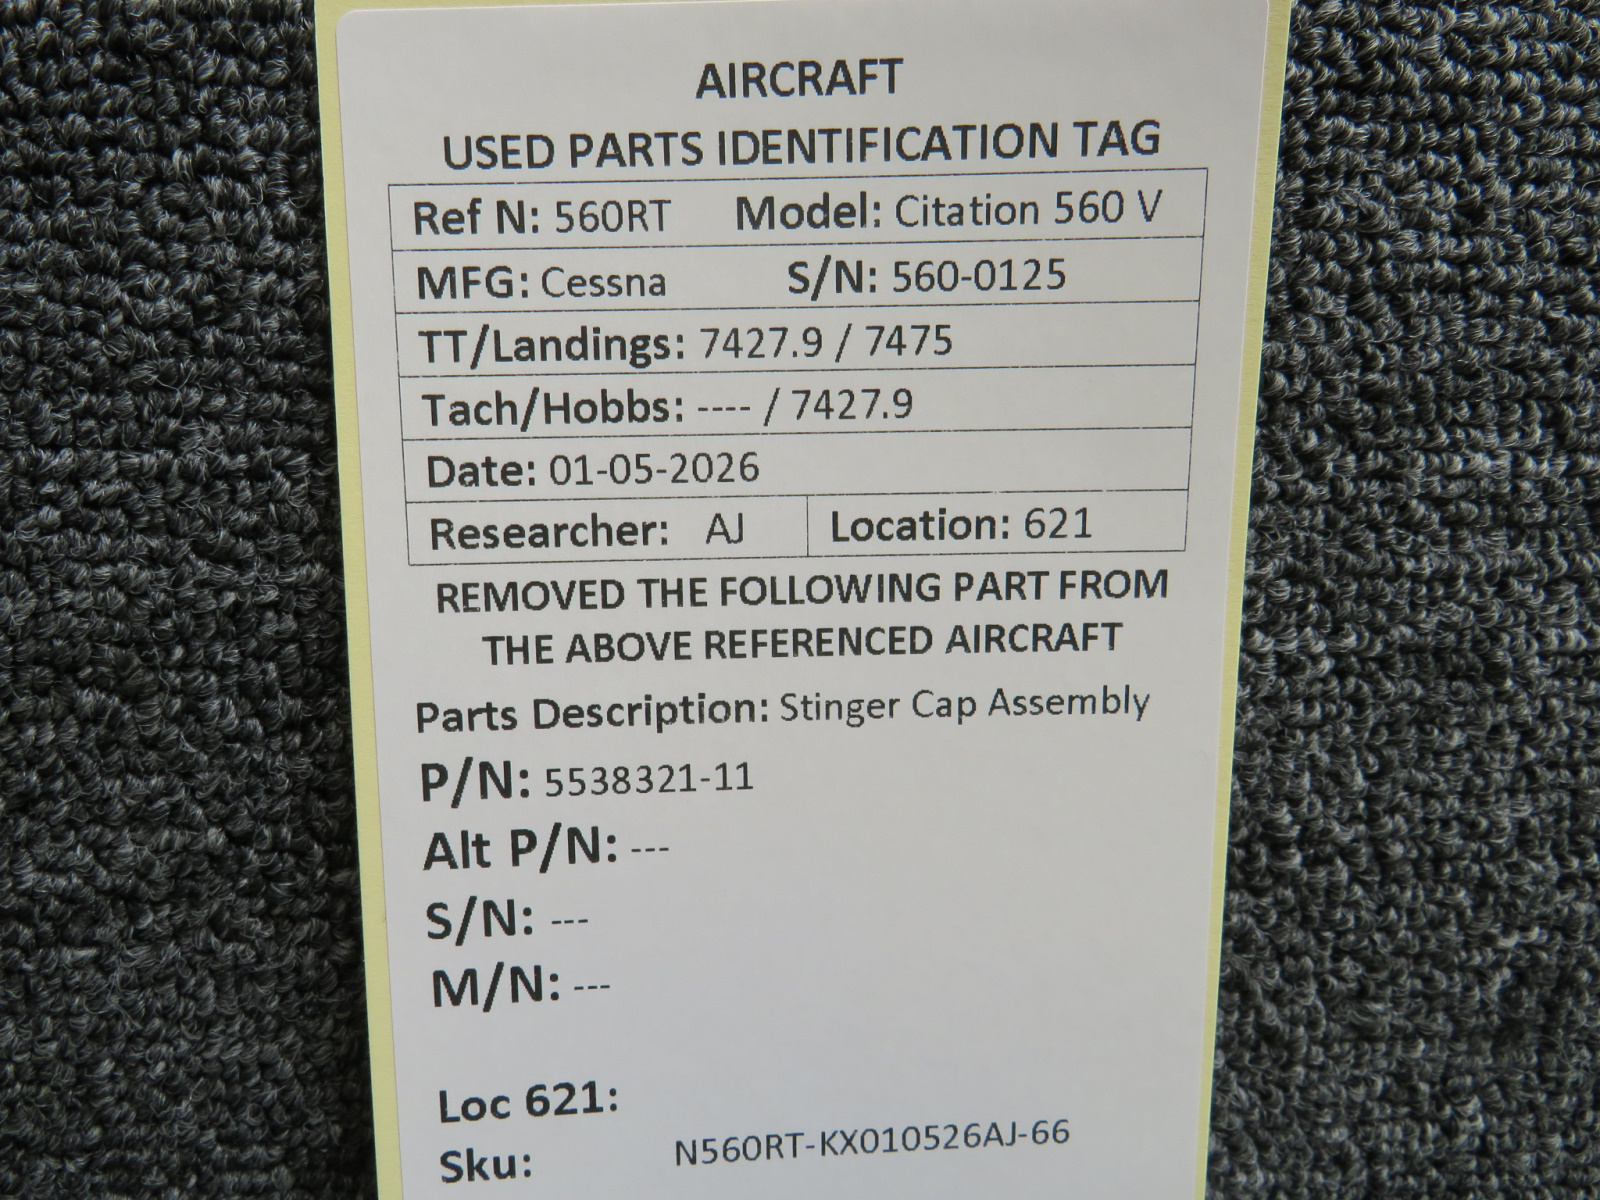 AIRCRAFT
USED PARTS IDENTIFICATION TAG
Ref N: 560RT Model: Citation 560 V
MFG: Cessna S/N: 560-0125
TT/Landings: 7427.9 / 7475
Tach/Hobbs: ---- / 7427.9
Date: 01-05-2026
Researcher: AJ Location: 621
REMOVED THE FOLLOWING PART FROM
THE ABOVE REFERENCED AIRCRAFT
Parts Description: Stinger Cap Assembly
P/N: 5538321-11
Alt P/N: ---
S/N: ---
M/N: ---
Loc 621:
Sku: N560RT-KX010526AJ-66